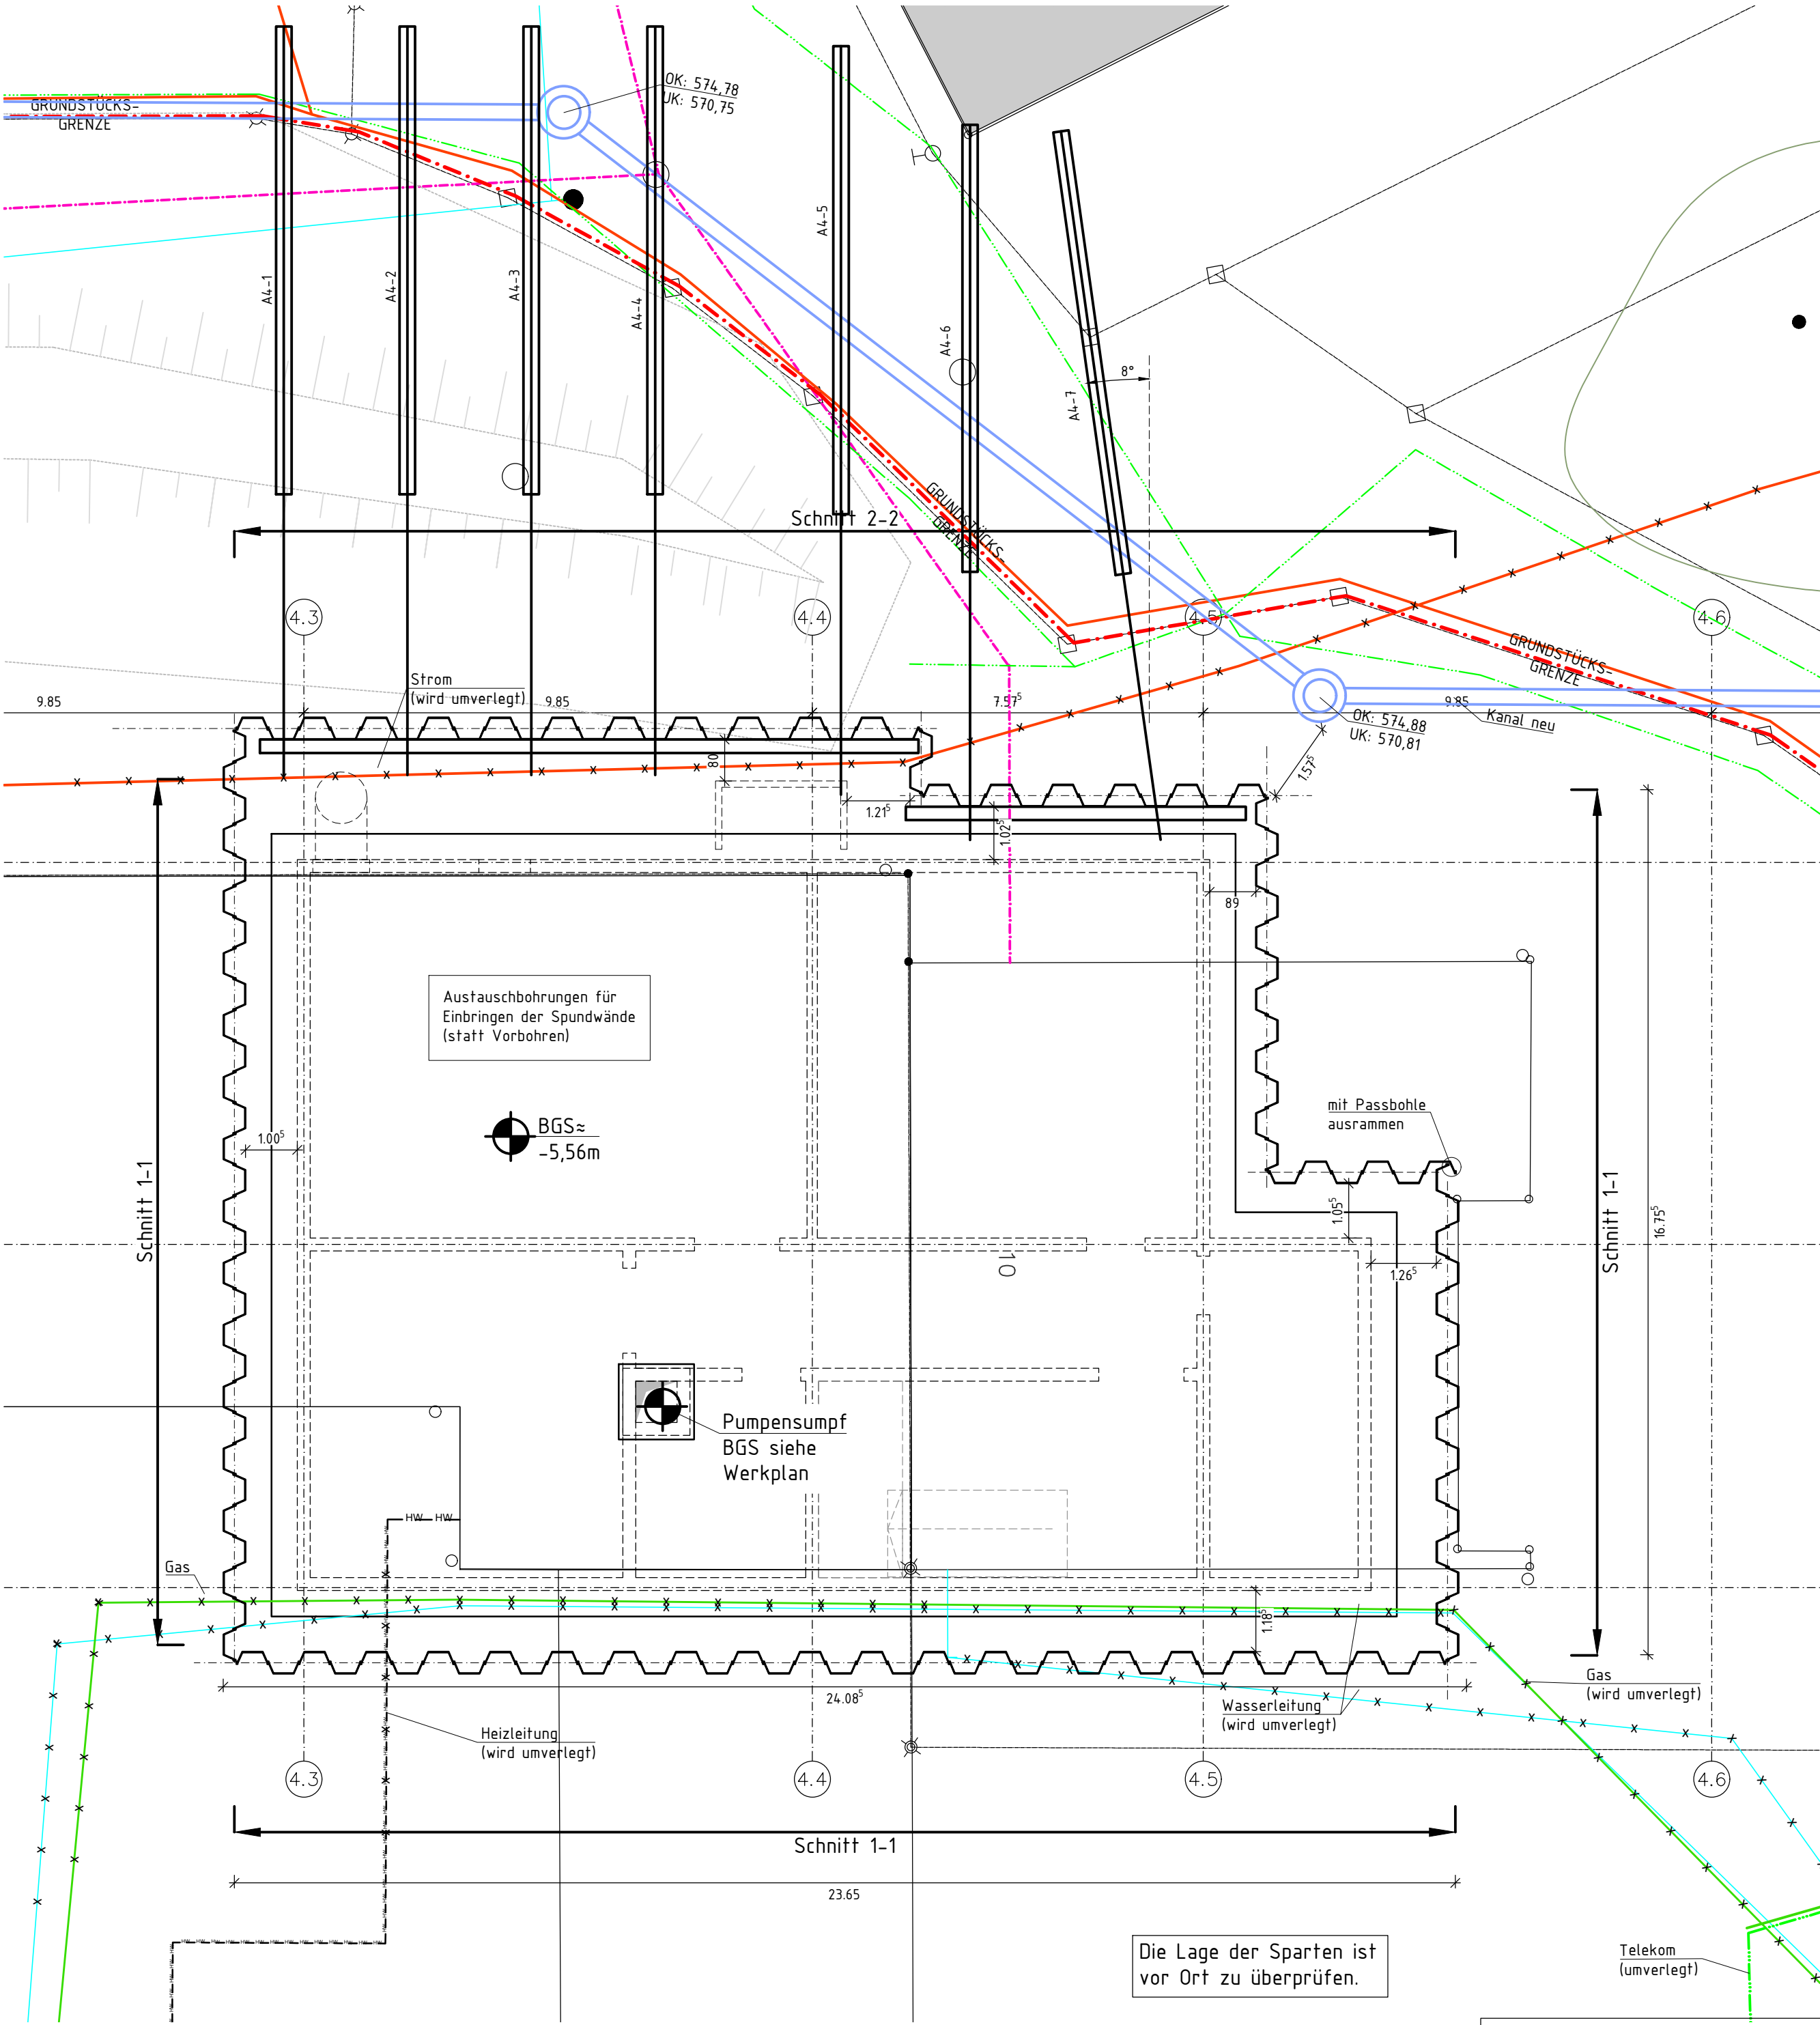 OK: 574,78
UK: 570,75
GRUNDSTÜCKS-
GRENZE
A4-1
A4-2
A4-3
A4-4
A4-5
A4-6
A4-7
8°
GRUNDSTÜCKS-
GRENZE
Schnitt 2-2
4.3
4.4
4.5
4.6
GRUNDSTÜCKS-
GRENZE
Strom
(wird umverlegt)
9.85
9.85
7.57⁵
9.85
OK: 574,88
UK: 570,81
Kanal neu
80
1.57⁵
1.21⁵
1.02⁵
89
Austauschbohrungen für
Einbringen der Spundwände
(statt Vorbohren)
mit Passbohle
ausrammen
BGS≈
-5,56m
1.00⁵
Schnitt 1-1
Schnitt 1-1
16.75⁵
1.05⁵
1.26⁵
10
Pumpensumpf
BGS siehe
Werkplan
HW
HW
Gas
1.18⁵
24.08⁵
Gas
(wird umverlegt)
Wasserleitung
(wird umverlegt)
Heizleitung
(wird umverlegt)
4.3
4.4
4.5
4.6
Schnitt 1-1
23.65
Die Lage der Sparten ist
vor Ort zu überprüfen.
Telekom
(umverlegt)